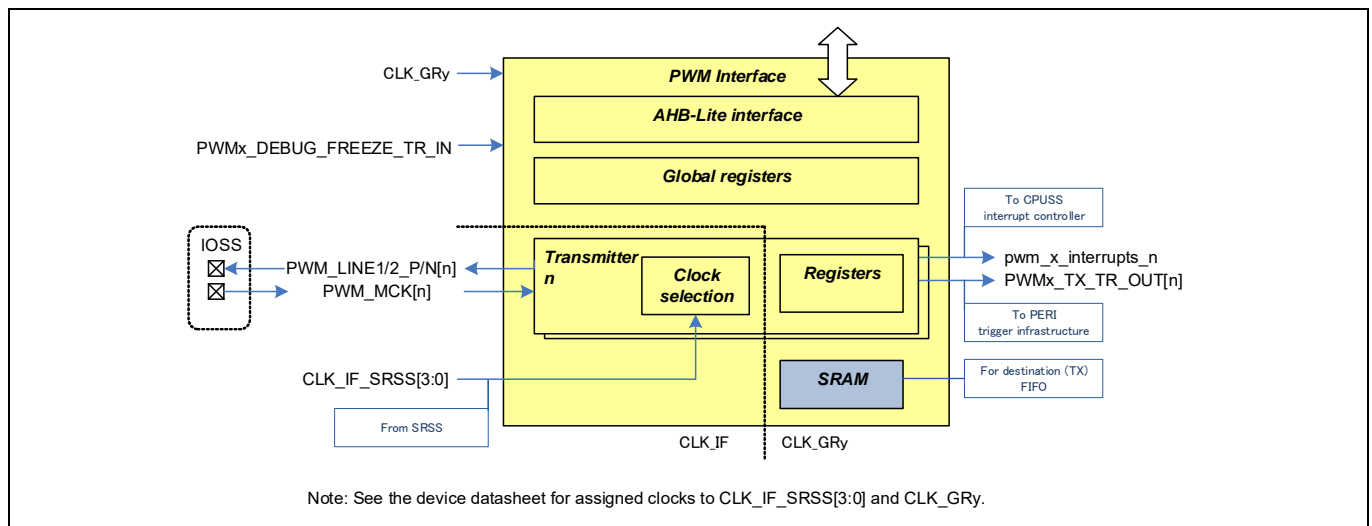 CLK_GRy
PWM Interface
AHB-Lite interface
PWMx_DEBUG_FREEZE_TR_IN
Global registers
To CPUSS
interrupt controller
IOSS
PWM_LINE1/2_P/N[n]
PWM_MCK[n]
Transmitter
n
Clock
selection
Registers
pwm_x_interrupts_n
PWMx_TX_TR_OUT[n]
To PERI
trigger infrastructure
CLK_IF_SRSS[3:0]
SRAM
For destination (TX)
FIFO
From SRSS
CLK_IF
CLK_GRy
Note: See the device datasheet for assigned clocks to CLK_IF_SRSS[3:0] and CLK_GRy.